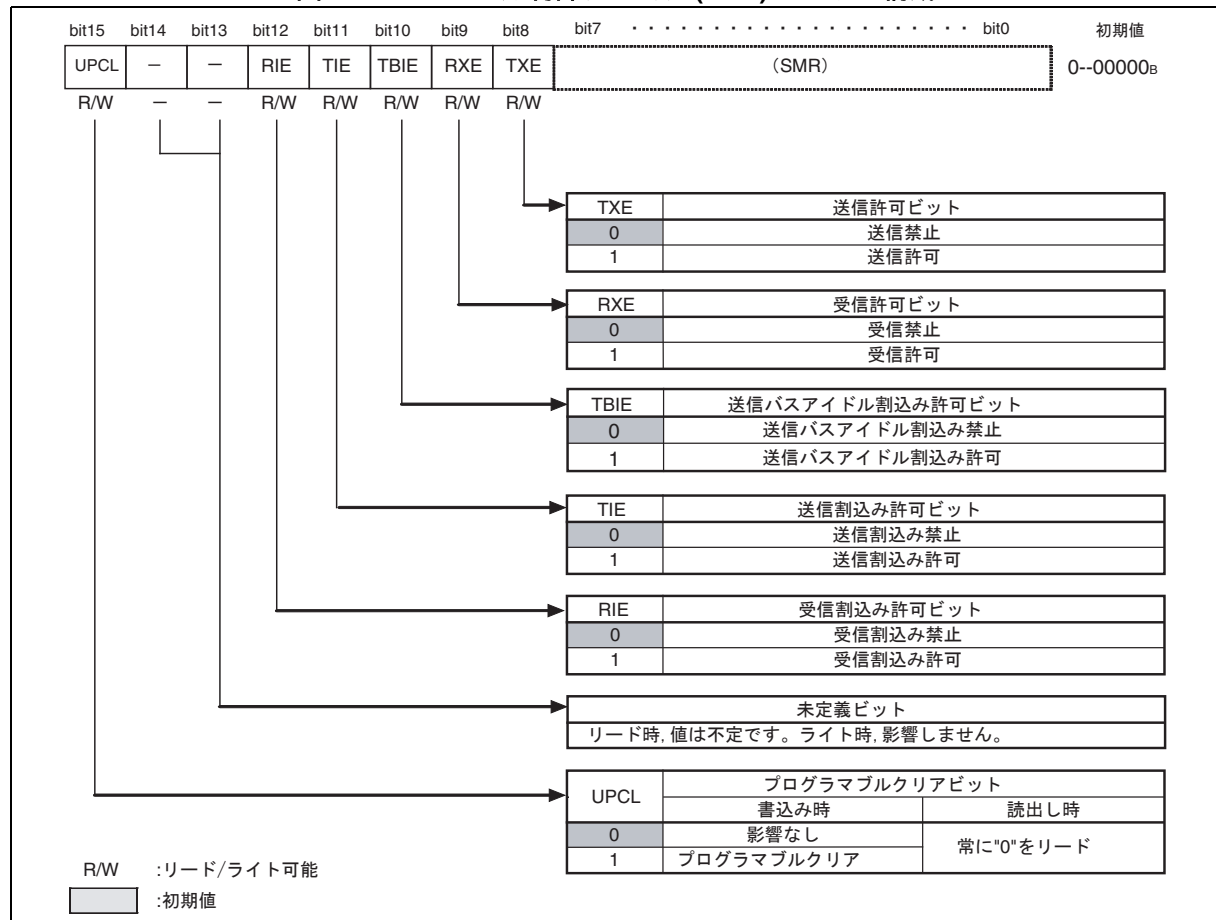 bit15 bit14 bit13 bit12 bit11 bit10 bit9 bit8 bit7 ・・・・・・・・・・・・・・・・・・・・・ bit0 初期値
UPCL － － RIE TIE TBIE RXE TXE (SMR) 0--00000B
R/W － － R/W R/W R/W R/W R/W
TXE 送信許可ビット
0 送信禁止
1 送信許可
RXE 受信許可ビット
0 受信禁止
1 受信許可
TBIE 送信バスアイドル割込み許可ビット
0 送信バスアイドル割込み禁止
1 送信バスアイドル割込み許可
TIE 送信割込み許可ビット
0 送信割込み禁止
1 送信割込み許可
RIE 受信割込み許可ビット
0 受信割込み禁止
1 受信割込み許可
未定義ビット
リード時, 値は不定です。ライト時, 影響しません。
UPCL プログラマブルクリアビット
書込み時 読出し時
0 影響なし 常に"0"をリード
1 プログラマブルクリア
R/W :リード/ライト可能
:初期値